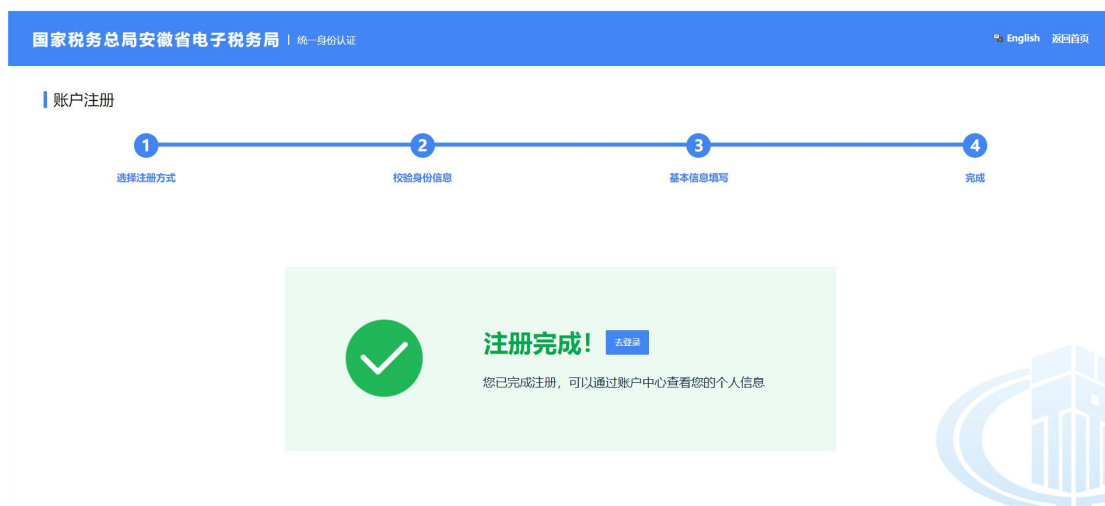 国家税务总局安徽省电子税务局 | 统一身份认证
English 返回首页
账户注册
1 2 3 4
选择注册方式 校验身份信息 基本信息填写 完成
注册完成! 去登录
您已完成注册，可以通过账户中心查看您的个人信息